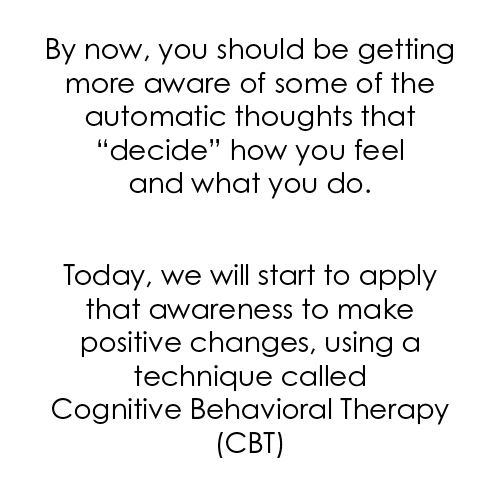 By now, you should be getting
more aware of some of the
automatic thoughts that
“decide” how you feel
and what you do.
Today, we will start to apply
that awareness to make
positive changes, using a
technique called
Cognitive Behavioral Therapy
(CBT)